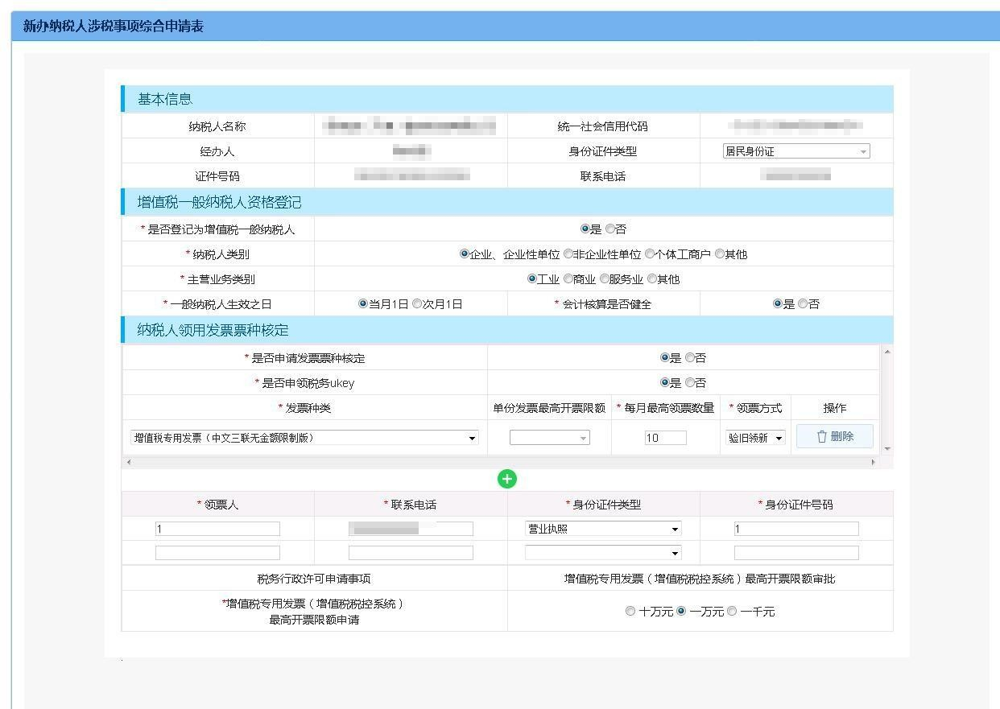 新办纳税人涉税事项综合申请表
基本信息
纳税人名称 统一社会信用代码
经办人 身份证件类型 居民身份证
证件号码 联系电话
增值税一般纳税人资格登记
*是否登记为增值税一般纳税人 是 否
*纳税人类别 企业、企业性单位 非企业性单位 个体工商户 其他
*主营业务类别 工业 商业 服务业 其他
*一般纳税人生效之日 当月1日 次月1日 *会计核算是否健全 是 否
纳税人领用发票票种核定
*是否申请发票票种核定 是 否
*是否申领税务ukey 是 否
*发票种类 单份发票最高开票限额 *每月最高领票数量 *领票方式 操作
增值税专用发票（中文三联无金额限制版） 10 验旧领新 删除
*领票人 *联系电话 *身份证件类型 *身份证件号码
1 营业执照 1
税务行政许可申请事项 增值税专用发票（增值税税控系统）最高开票限额审批
*增值税专用发票（增值税税控系统）
最高开票限额申请 十万元 一万元 一千元